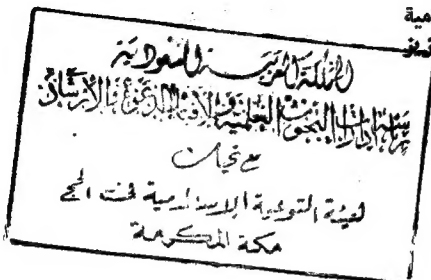 مية
المملكة العربية السعودية
رئاسة إدارات البحوث العلمية والإفتاء والدعوة والإرشاد
مع تحيات
لهيئة التوعية الإسلامية في الحج
مكة المكرمة